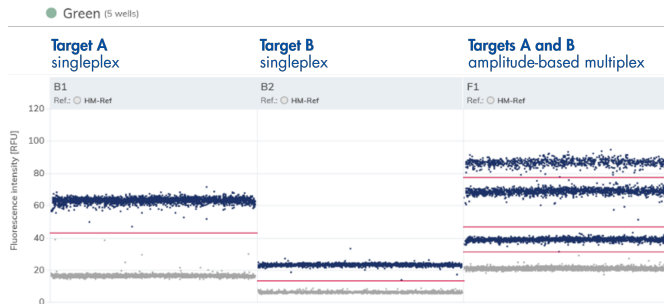 Green (5 wells)
Target A
singleplex
Target B
singleplex
Targets A and B
amplitude-based multiplex
B1
Ref.: HM-Ref
B2
Ref.: HM-Ref
F1
Ref.: HM-Ref
Fluorescence intensity [RFU]
120
100
80
60
40
20
0